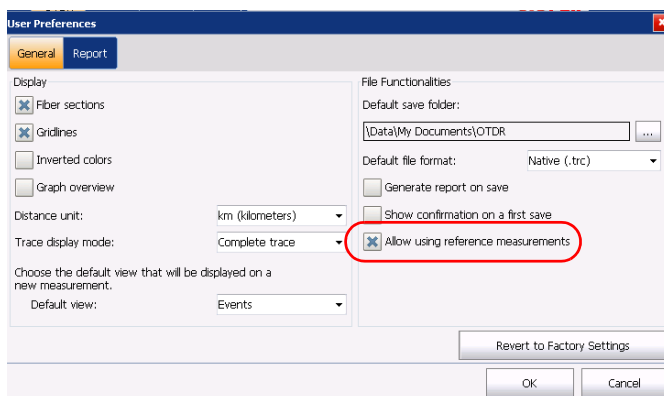 User Preferences
General
Report
Display
Fiber sections
Gridlines
Inverted colors
Graph overview
Distance unit:
km (kilometers)
Trace display mode:
Complete trace
Choose the default view that will be displayed on a
new measurement.
Default view:
Events
File Functionalities
Default save folder:
\Data\My Documents\OTDR
...
Default file format:
Native (.trc)
Generate report on save
Show confirmation on a first save
Allow using reference measurements
Revert to Factory Settings
OK
Cancel